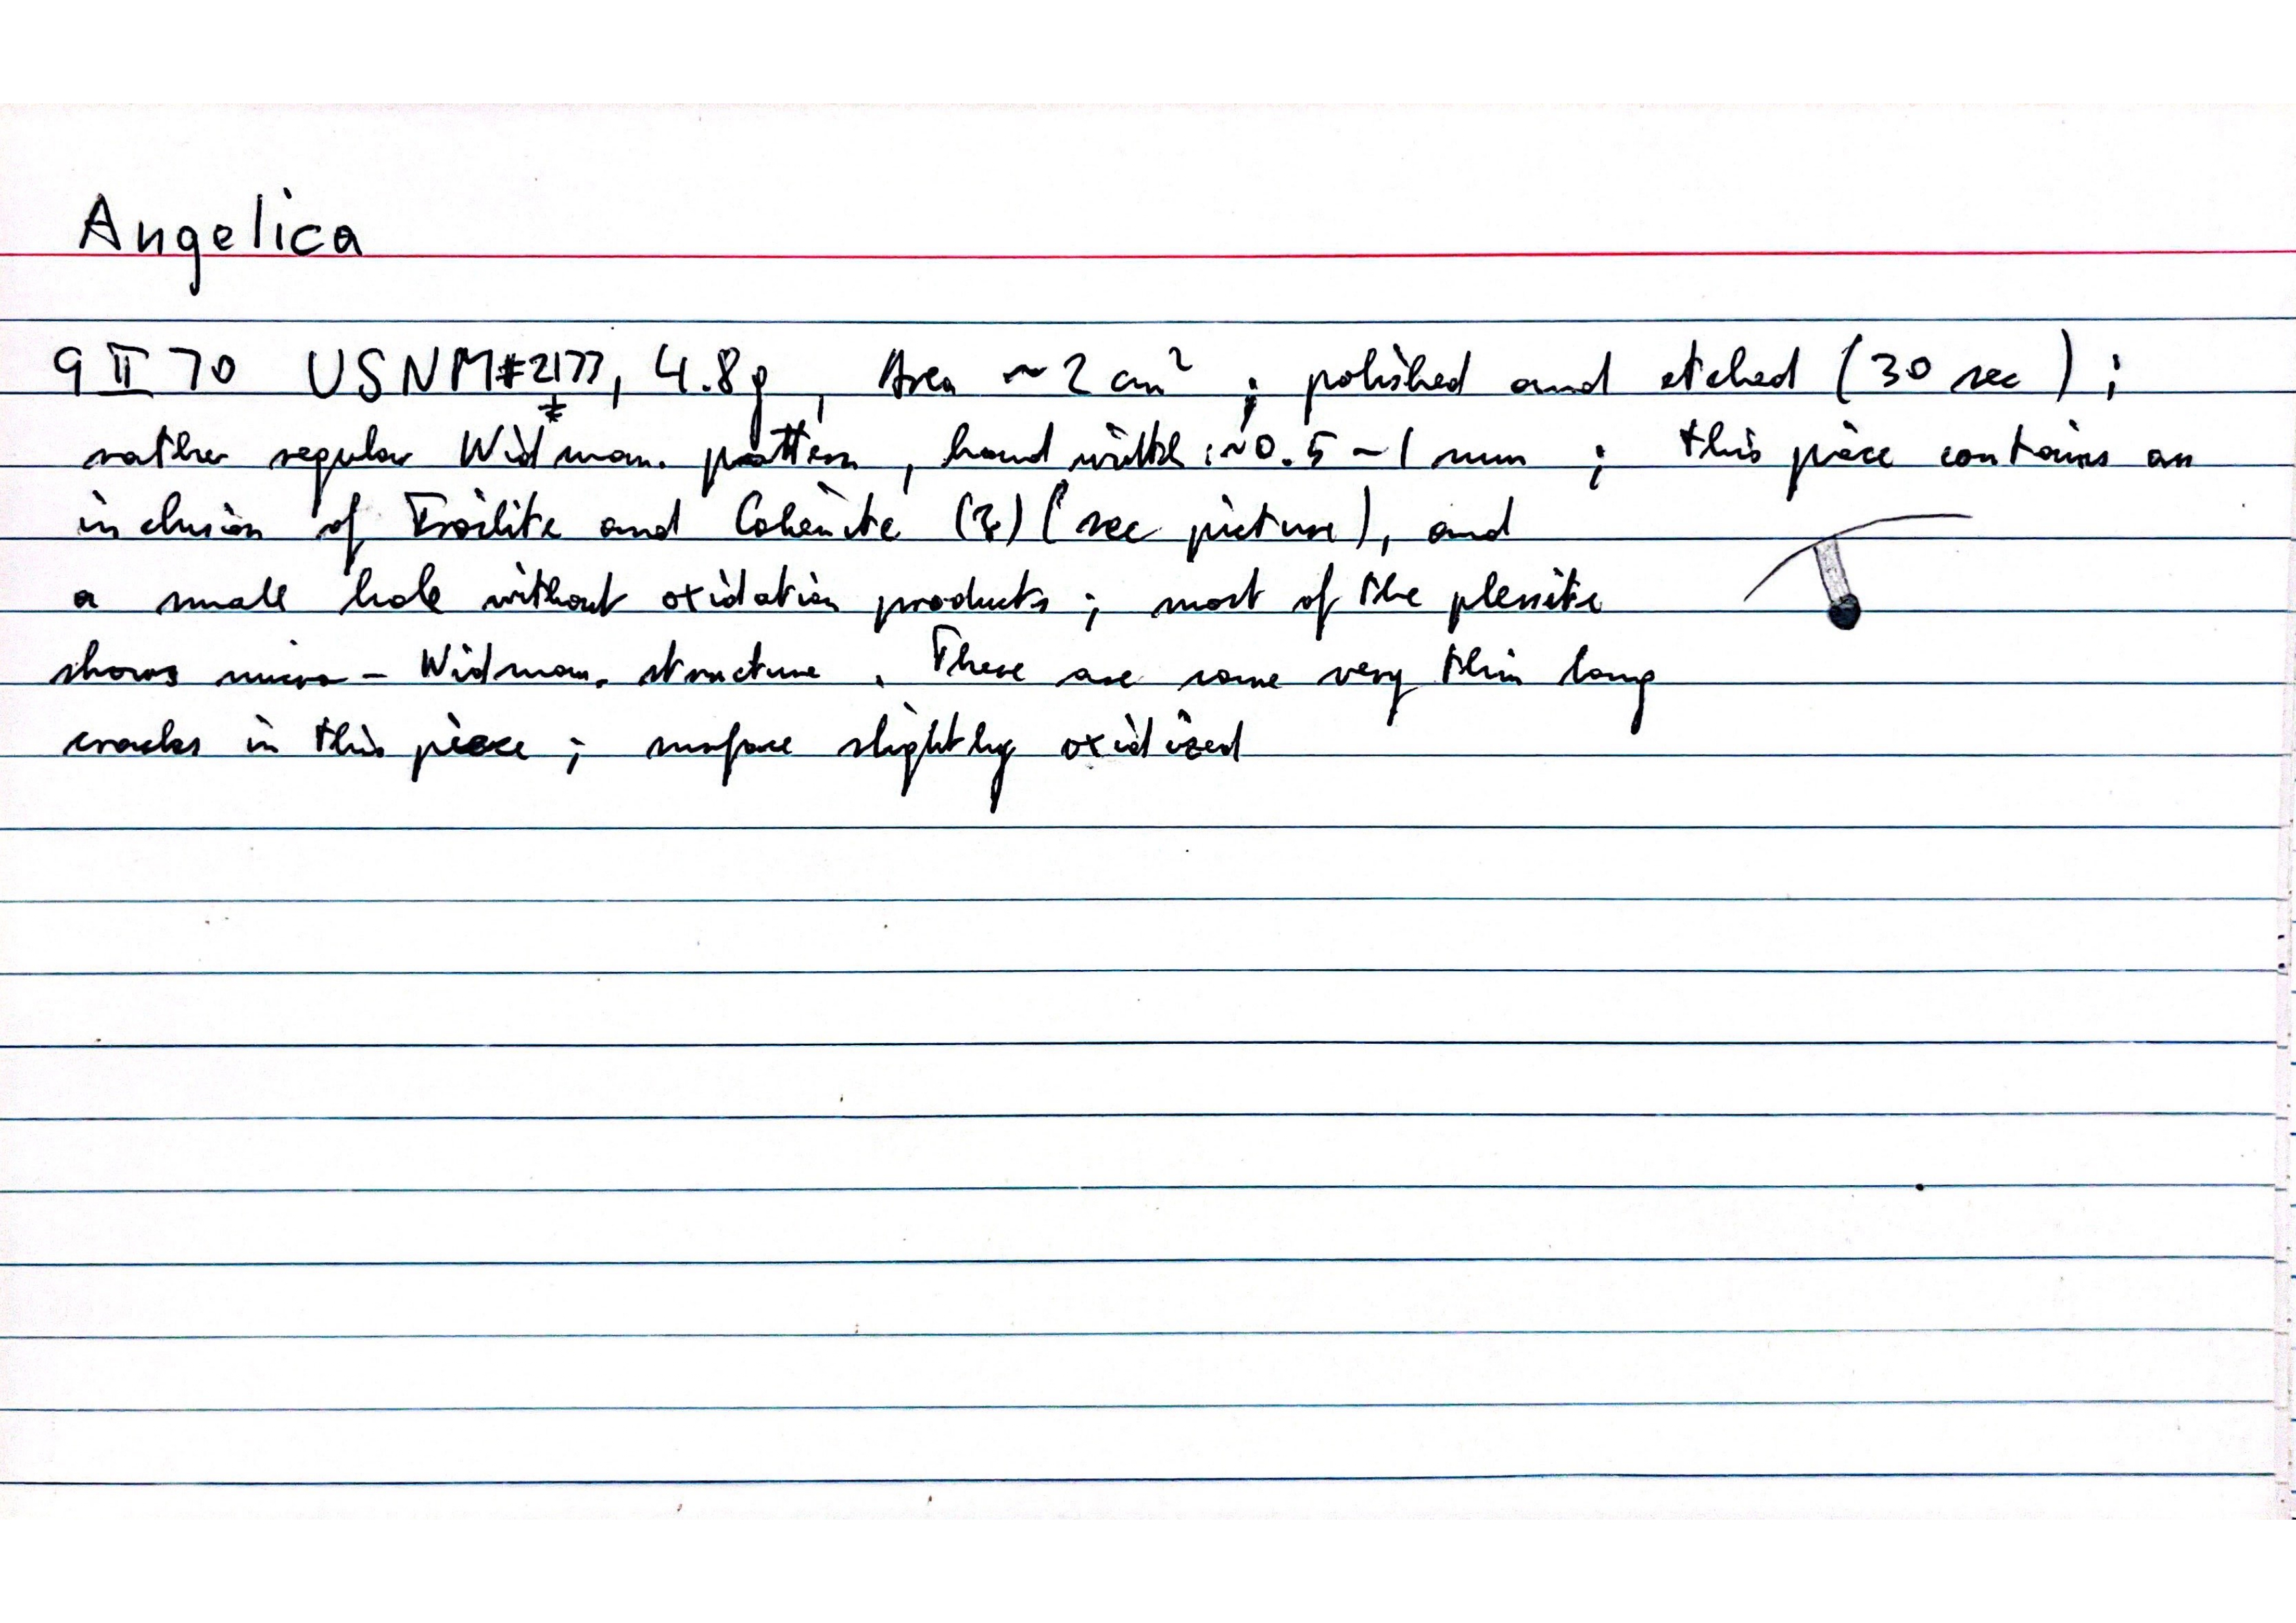 Angelica
9 II 70 USNM#2177, 4.8g, Area ~ 2 cm²; polished and etched (30 sec);
rather regular Widman. pattern, band width: ~0.5 - 1 mm; this piece contains an
inclusion of Troilite and Cohenite (?) (see picture), and
a small hole without oxidation products; most of the plessite
shows micro - Widman. structure. There are some very thin long
cracks in this piece; surface slightly oxidized